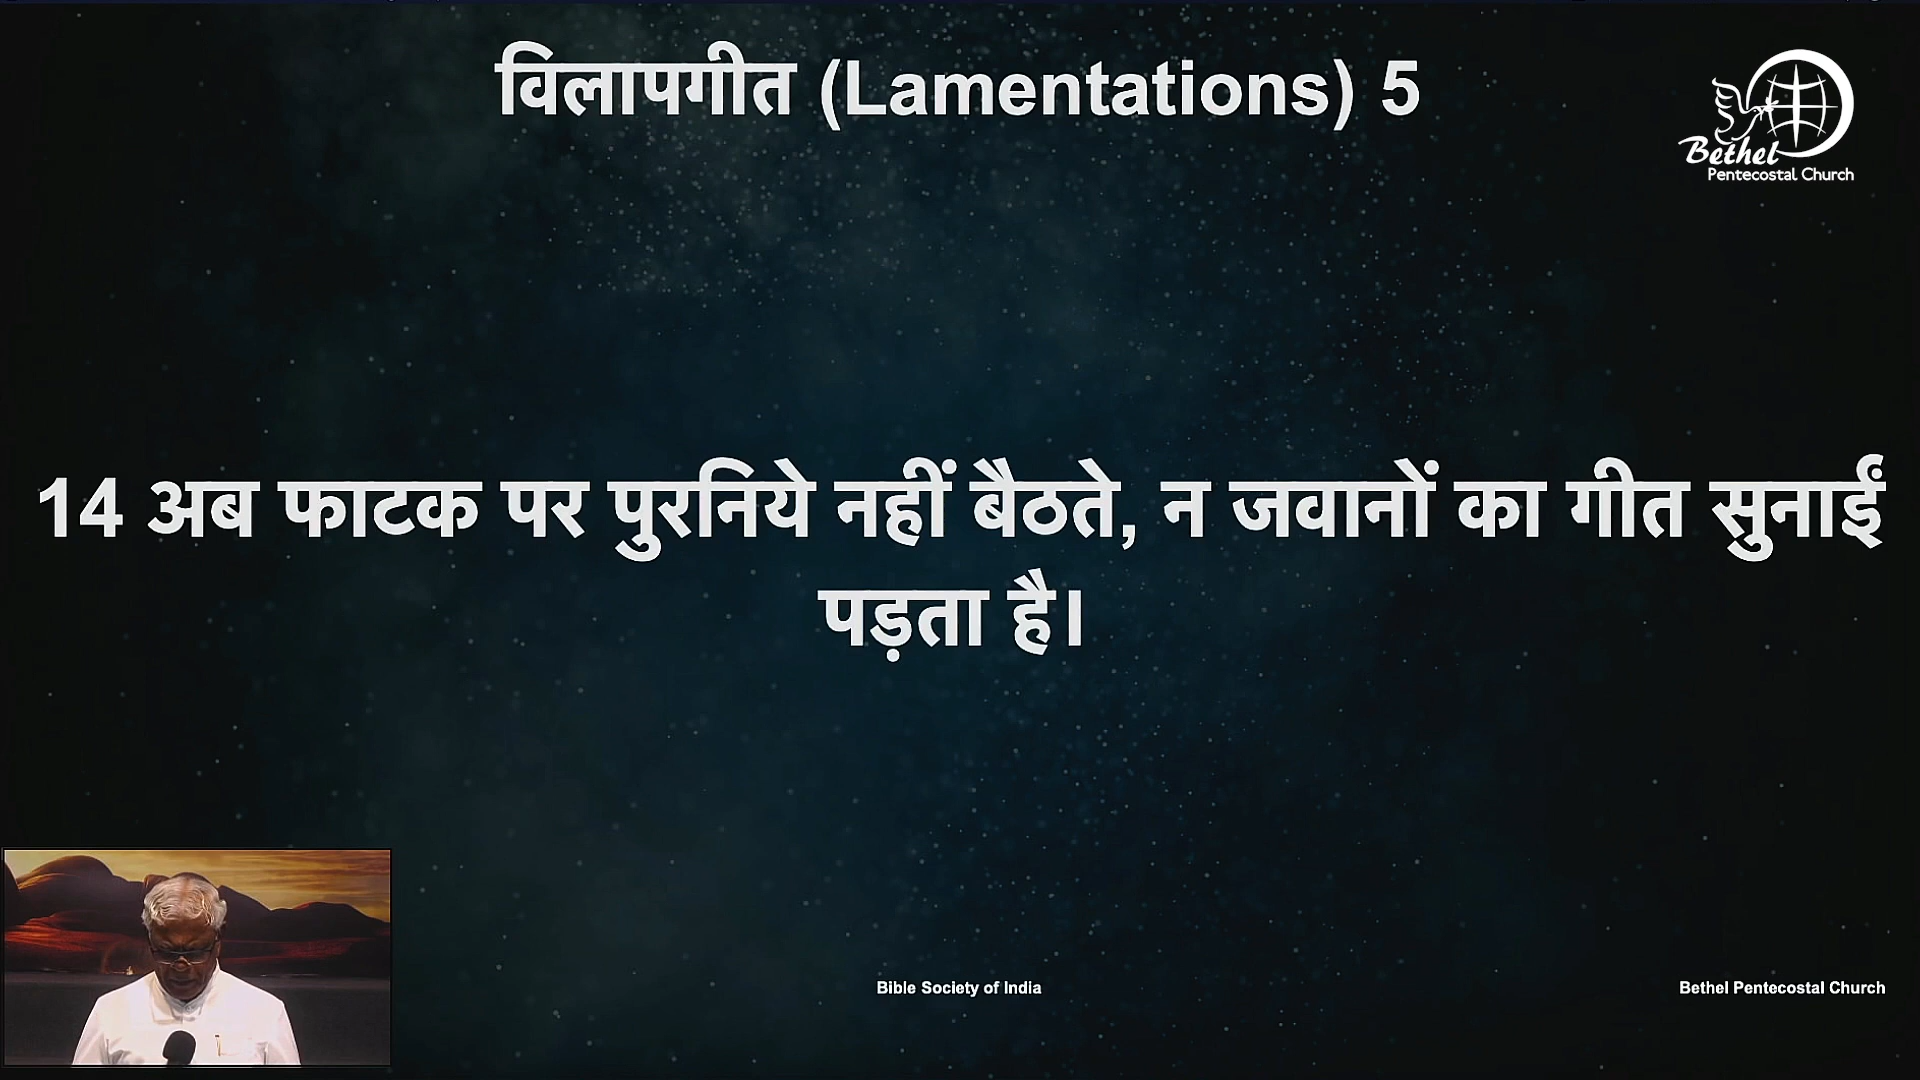 विलापगीत (Lamentations) 5
Bethel
Pentecostal Church
14 अब फाटक पर पुरनिये नहीं बैठते, न जवानों का गीत सुनाईं
पड़ता है।
Bible Society of India
Bethel Pentecostal Church